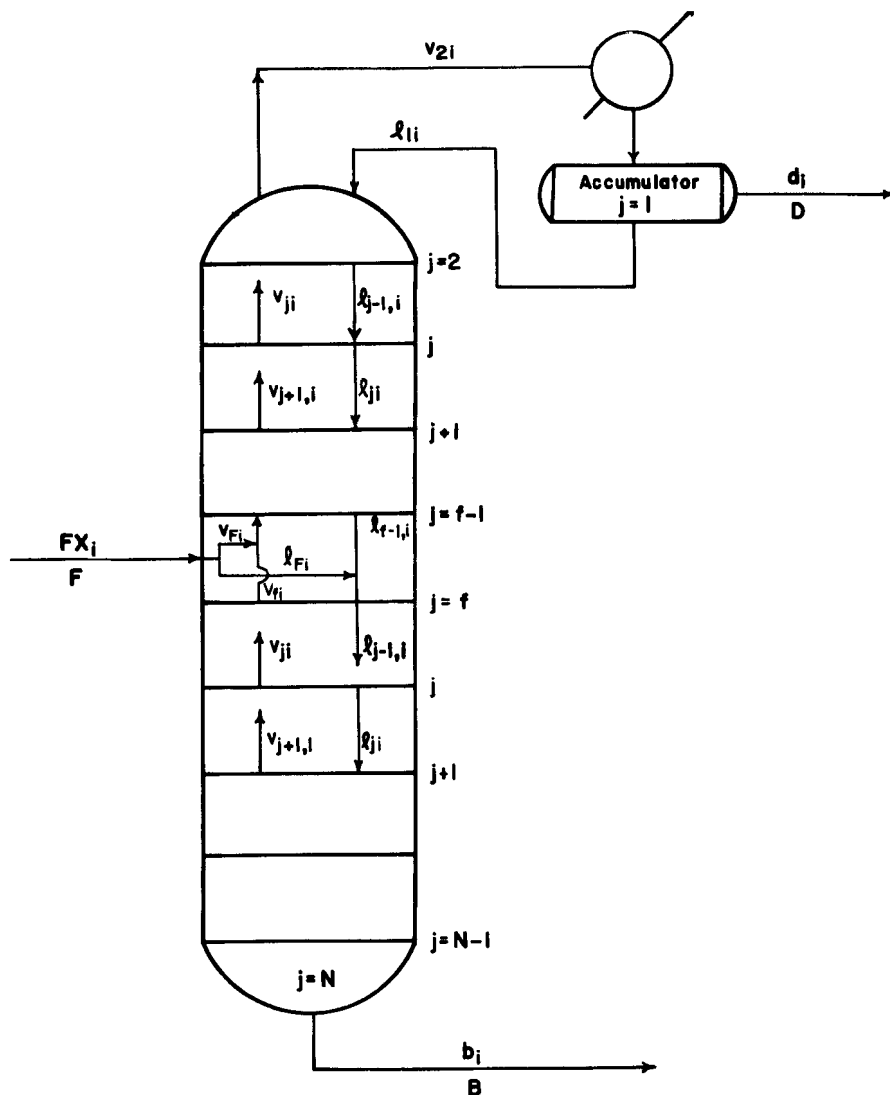 v2i
ℓ1i
Accumulator
j = 1
di
D
j=2
vji
ℓj-1,i
j
vj+1,i
ℓji
j+1
j=f-1
ℓf-1,i
FXi
F
vFi
ℓFi
vfi
j=f
vji
ℓj-1,i
j
vj+1,i
ℓji
j+1
j=N-1
j=N
bi
B